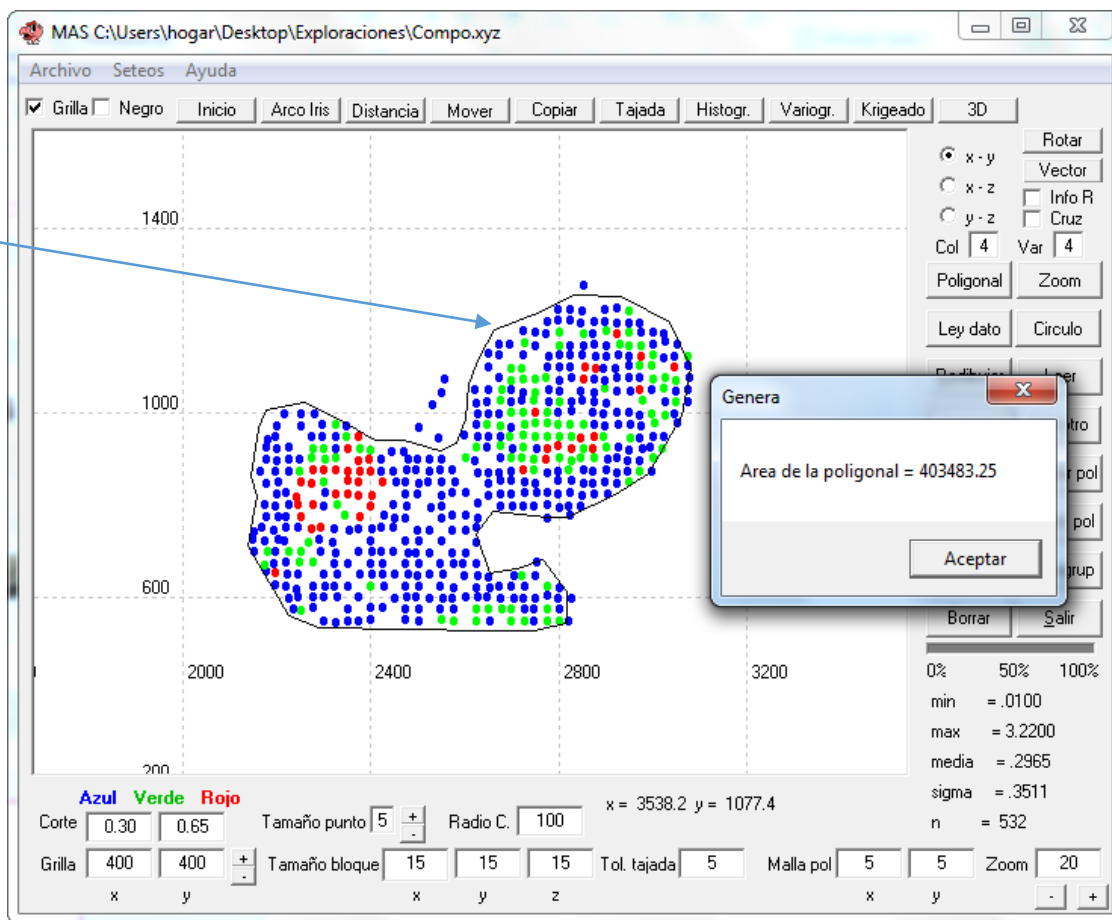 MAS C:\Users\hogar\Desktop\Exploraciones\Compo.xyz
Archivo Seteos Ayuda
Grilla Negro Inicio Arco Iris Distancia Mover Copiar Tajada Histogr. Variogr. Krigeado 3D
Rotar
x - y
Vector
x - z
Info R
y - z
Cruz
Col 4 Var 4
Poligonal Zoom
Ley dato Circulo
1400
1000
600
200
2000 2400 2800 3200
Genera
Area de la poligonal = 403483.25
Aceptar
Borrar Salir
0% 50% 100%
min = .0100
max = 3.2200
media = .2965
sigma = .3511
n = 532
Azul Verde Rojo
Corte 0.30 0.65 Tamaño punto 5 + - Radio C. 100 x = 3538.2 y = 1077.4
Grilla 400 400 + - Tamaño bloque 15 15 15 Tol. tajada 5 Malla pol 5 5 Zoom 20
x y x y z x y - +